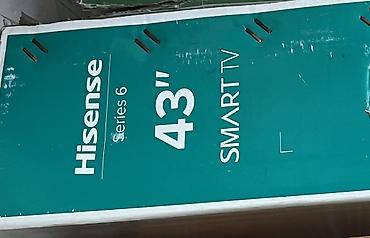 Hisense
Series 6
43"
SMART TV